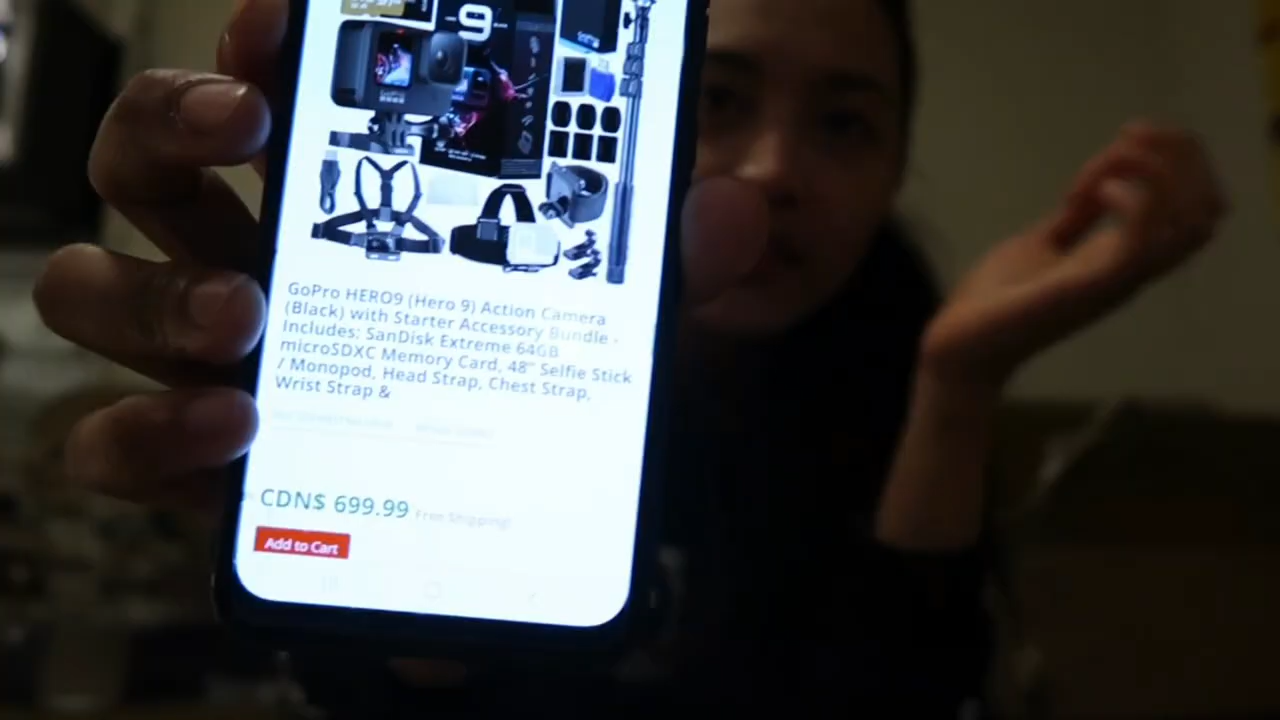 9
GoPro HERO9 (Hero 9) Action Camera
(Black) with Starter Accessory Bundle -
Includes: SanDisk Extreme 64GB
microSDXC Memory Card, 48" Selfie Stick
/ Monopod, Head Strap, Chest Strap,
Wrist Strap &
CDN$ 699.99 Free Shipping!
Add to Cart